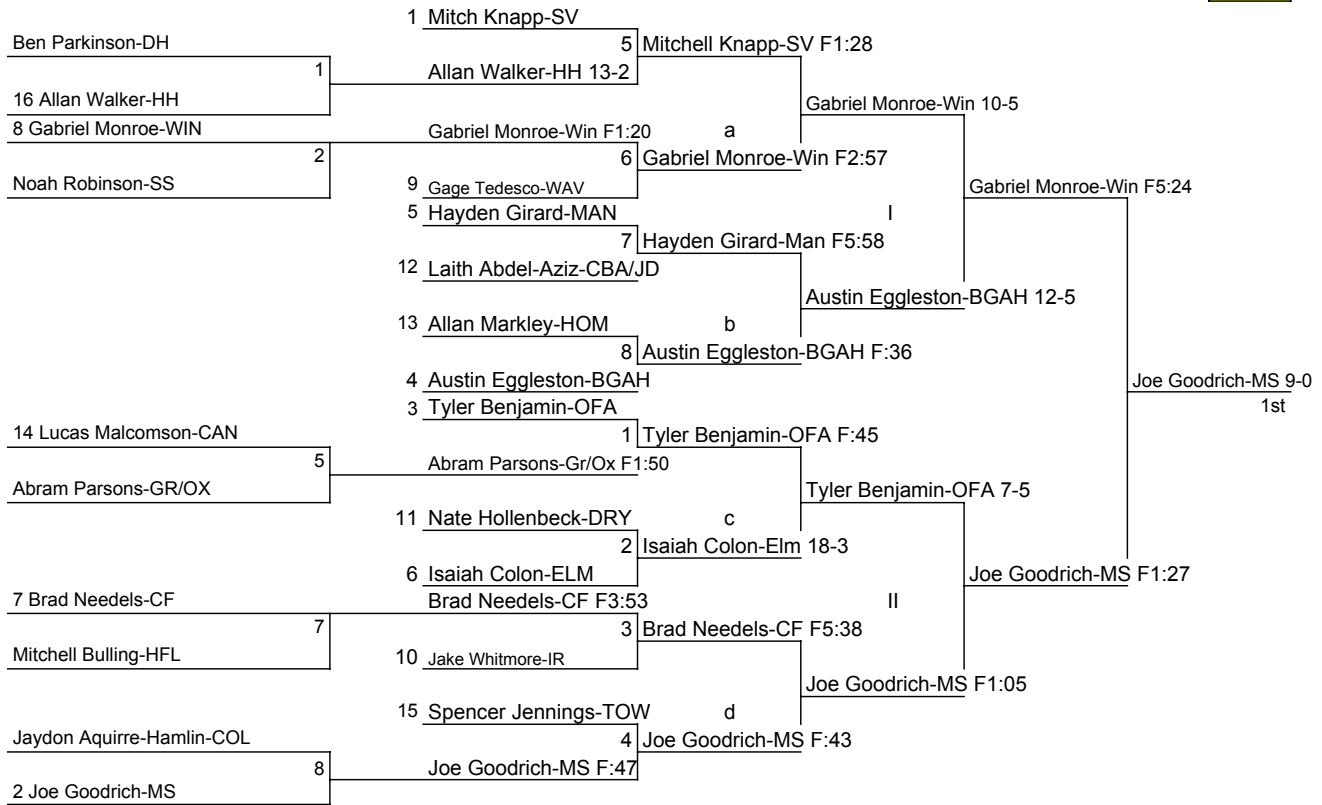 1 Mitch Knapp-SV
Ben Parkinson-DH
5 Mitchell Knapp-SV F1:28
1
Allan Walker-HH 13-2
16 Allan Walker-HH
Gabriel Monroe-Win 10-5
8 Gabriel Monroe-WIN
Gabriel Monroe-Win F1:20
a
2
6 Gabriel Monroe-Win F2:57
Noah Robinson-SS
9 Gage Tedesco-WAV
Gabriel Monroe-Win F5:24
5 Hayden Girard-MAN
I
7 Hayden Girard-Man F5:58
12 Laith Abdel-Aziz-CBA/JD
Austin Eggleston-BGAH 12-5
13 Allan Markley-HOM
b
8 Austin Eggleston-BGAH F:36
4 Austin Eggleston-BGAH
Joe Goodrich-MS 9-0
1st
3 Tyler Benjamin-OFA
14 Lucas Malcomson-CAN
1 Tyler Benjamin-OFA F:45
5
Abram Parsons-Gr/Ox F1:50
Abram Parsons-GR/OX
Tyler Benjamin-OFA 7-5
11 Nate Hollenbeck-DRY
c
2 Isaiah Colon-Elm 18-3
6 Isaiah Colon-ELM
Joe Goodrich-MS F1:27
7 Brad Needels-CF
Brad Needels-CF F3:53
II
7
3 Brad Needels-CF F5:38
Mitchell Bulling-HFL
10 Jake Whitmore-IR
Joe Goodrich-MS F1:05
15 Spencer Jennings-TOW
d
Jaydon Aquirre-Hamlin-COL
4 Joe Goodrich-MS F:43
8
Joe Goodrich-MS F:47
2 Joe Goodrich-MS